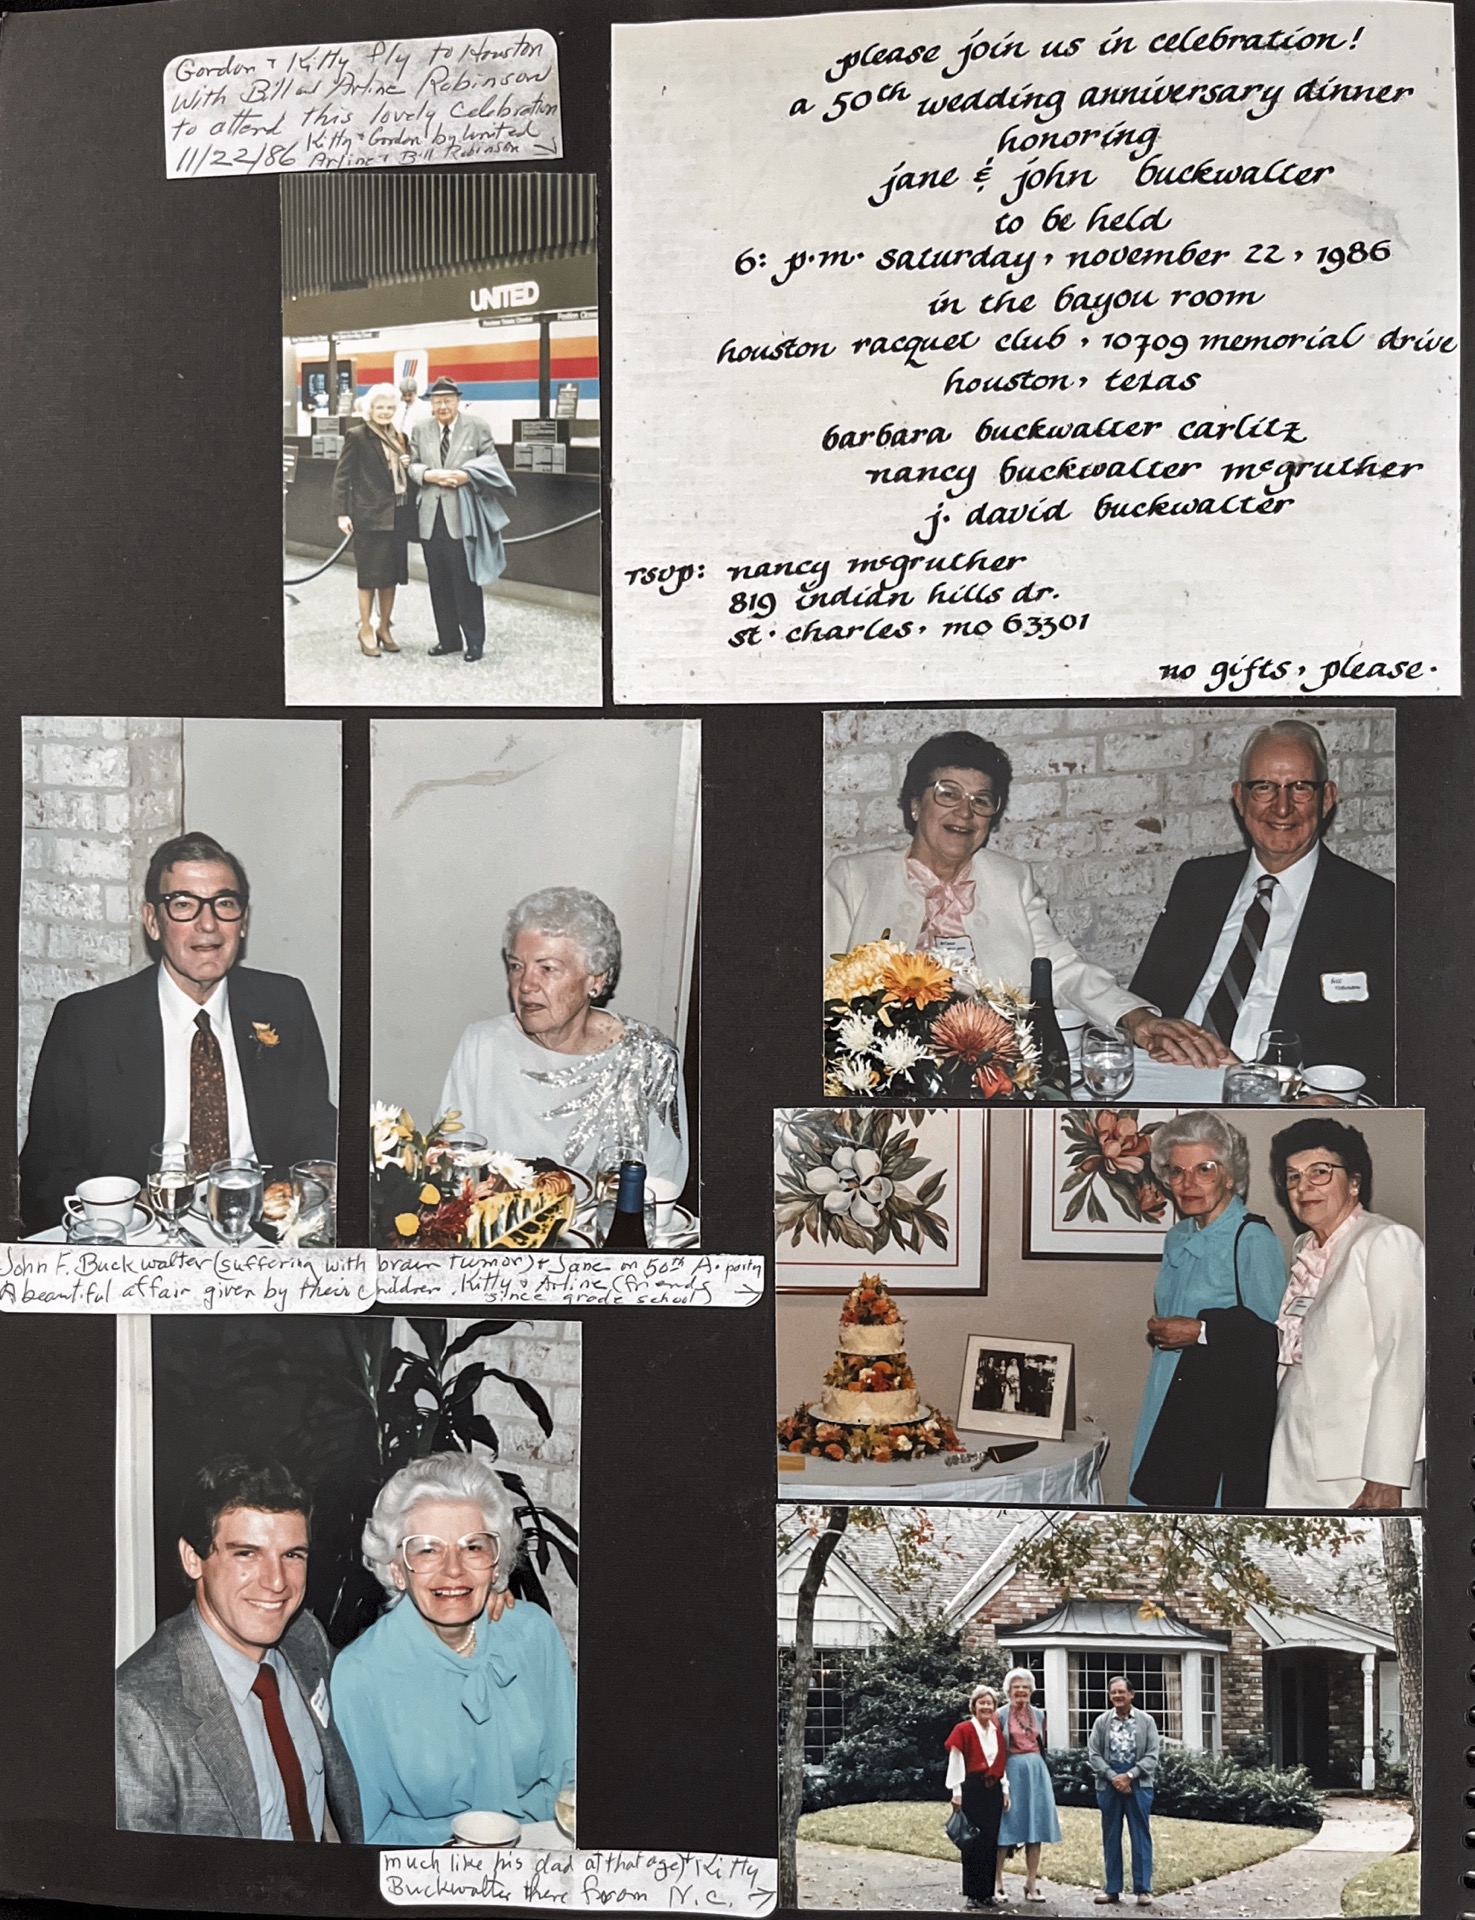 Gordon & Kitty fly to Houston
with Bill and Arline Robinson
to attend this lovely Celebration
11/22/86 Kitty & Gordon by United
Arline & Bill Robinson
please join us in celebration!
a 50th wedding anniversary dinner
honoring
jane & john buckwalter
to be held
6: p.m. saturday, november 22, 1986
in the bayou room
houston racquet club, 10709 memorial drive
houston, texas
barbara buckwalter carlitz
nancy buckwalter mcgruther
j. david buckwalter
rsvp: nancy mcgruther
819 indian hills dr.
st. charles, mo 63301
no gifts, please.
UNITED
Bill Robinson
John F. Buckwalter (suffering with brain tumor) & Jane on 50th A. party
A beautiful affair given by their children. Kitty & Arline (friends
since grade school)
much like his dad at that age) & Kitty
Buckwalter there from N.C.